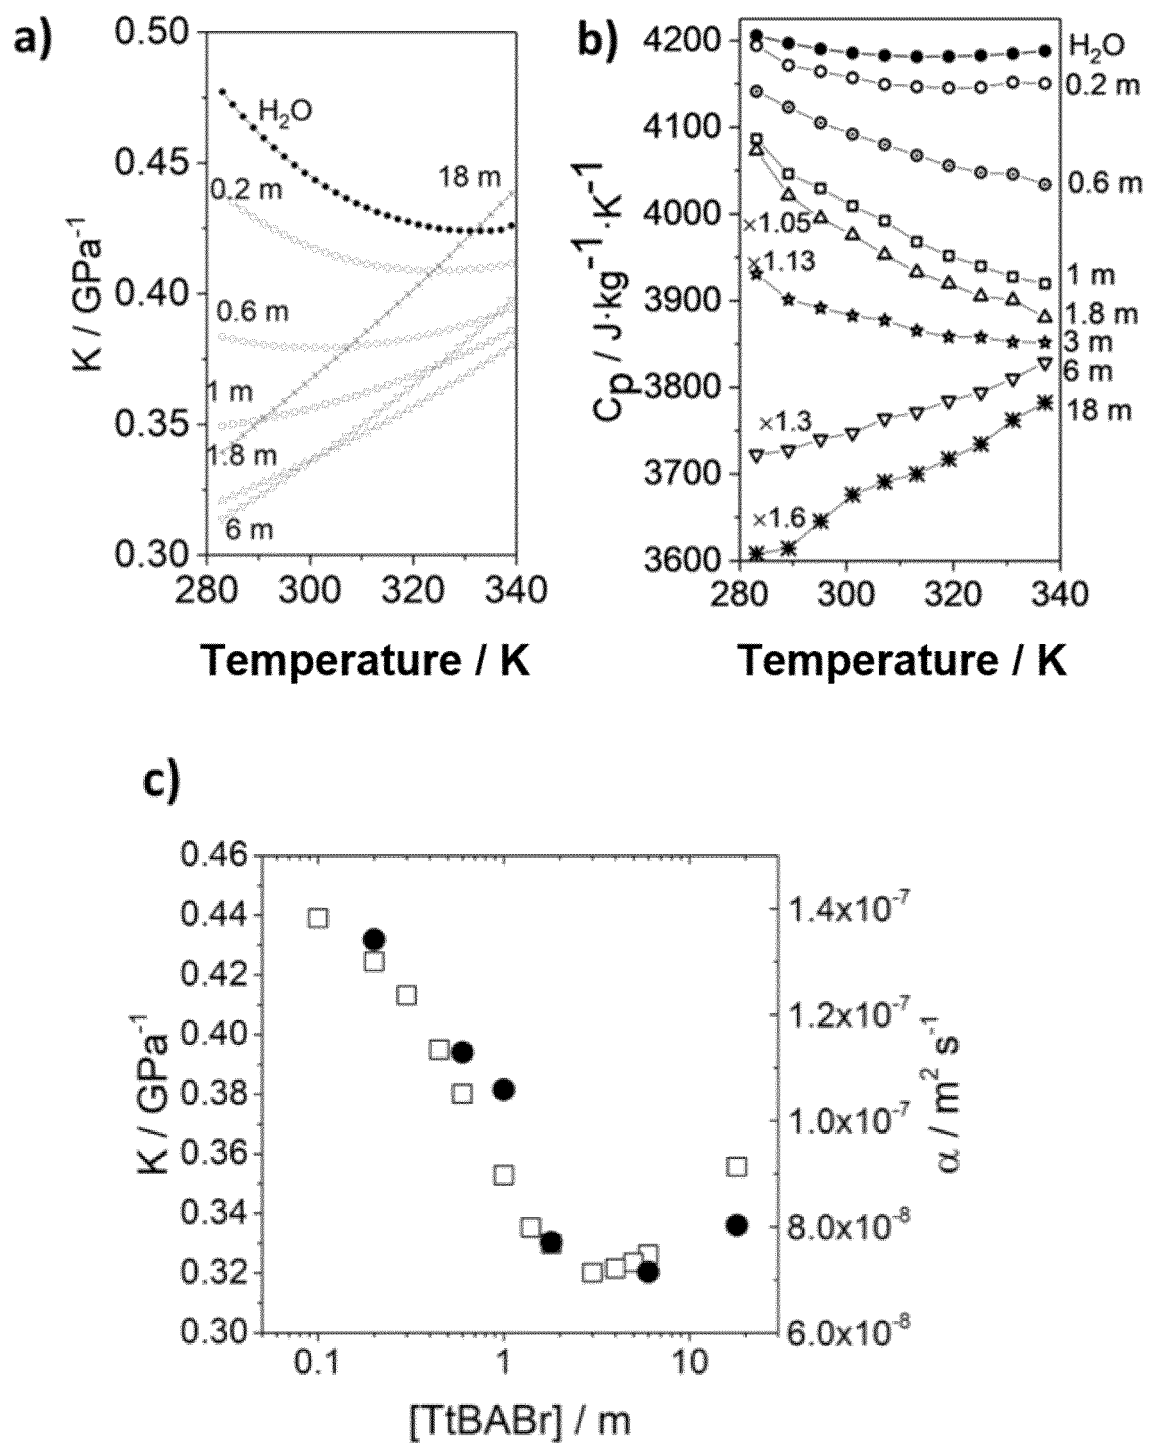 a)
0.50
0.45
0.40
0.35
0.30
K / GPa⁻¹
H₂O
0.2 m
18 m
0.6 m
1 m
1.8 m
6 m
280 300 320 340
Temperature / K
b)
4200
4100
4000
3900
3800
3700
3600
Cp / J·kg⁻¹·K⁻¹
H₂O
0.2 m
0.6 m
1 m
1.8 m
3 m
6 m
18 m
×1.05
×1.13
×1.3
×1.6
280 300 320 340
Temperature / K
c)
0.46
0.44
0.42
0.40
0.38
0.36
0.34
0.32
0.30
K / GPa⁻¹
1.4x10⁻⁷
1.2x10⁻⁷
1.0x10⁻⁷
8.0x10⁻⁸
6.0x10⁻⁸
α / m² s⁻¹
0.1 1 10
[TtBABr] / m